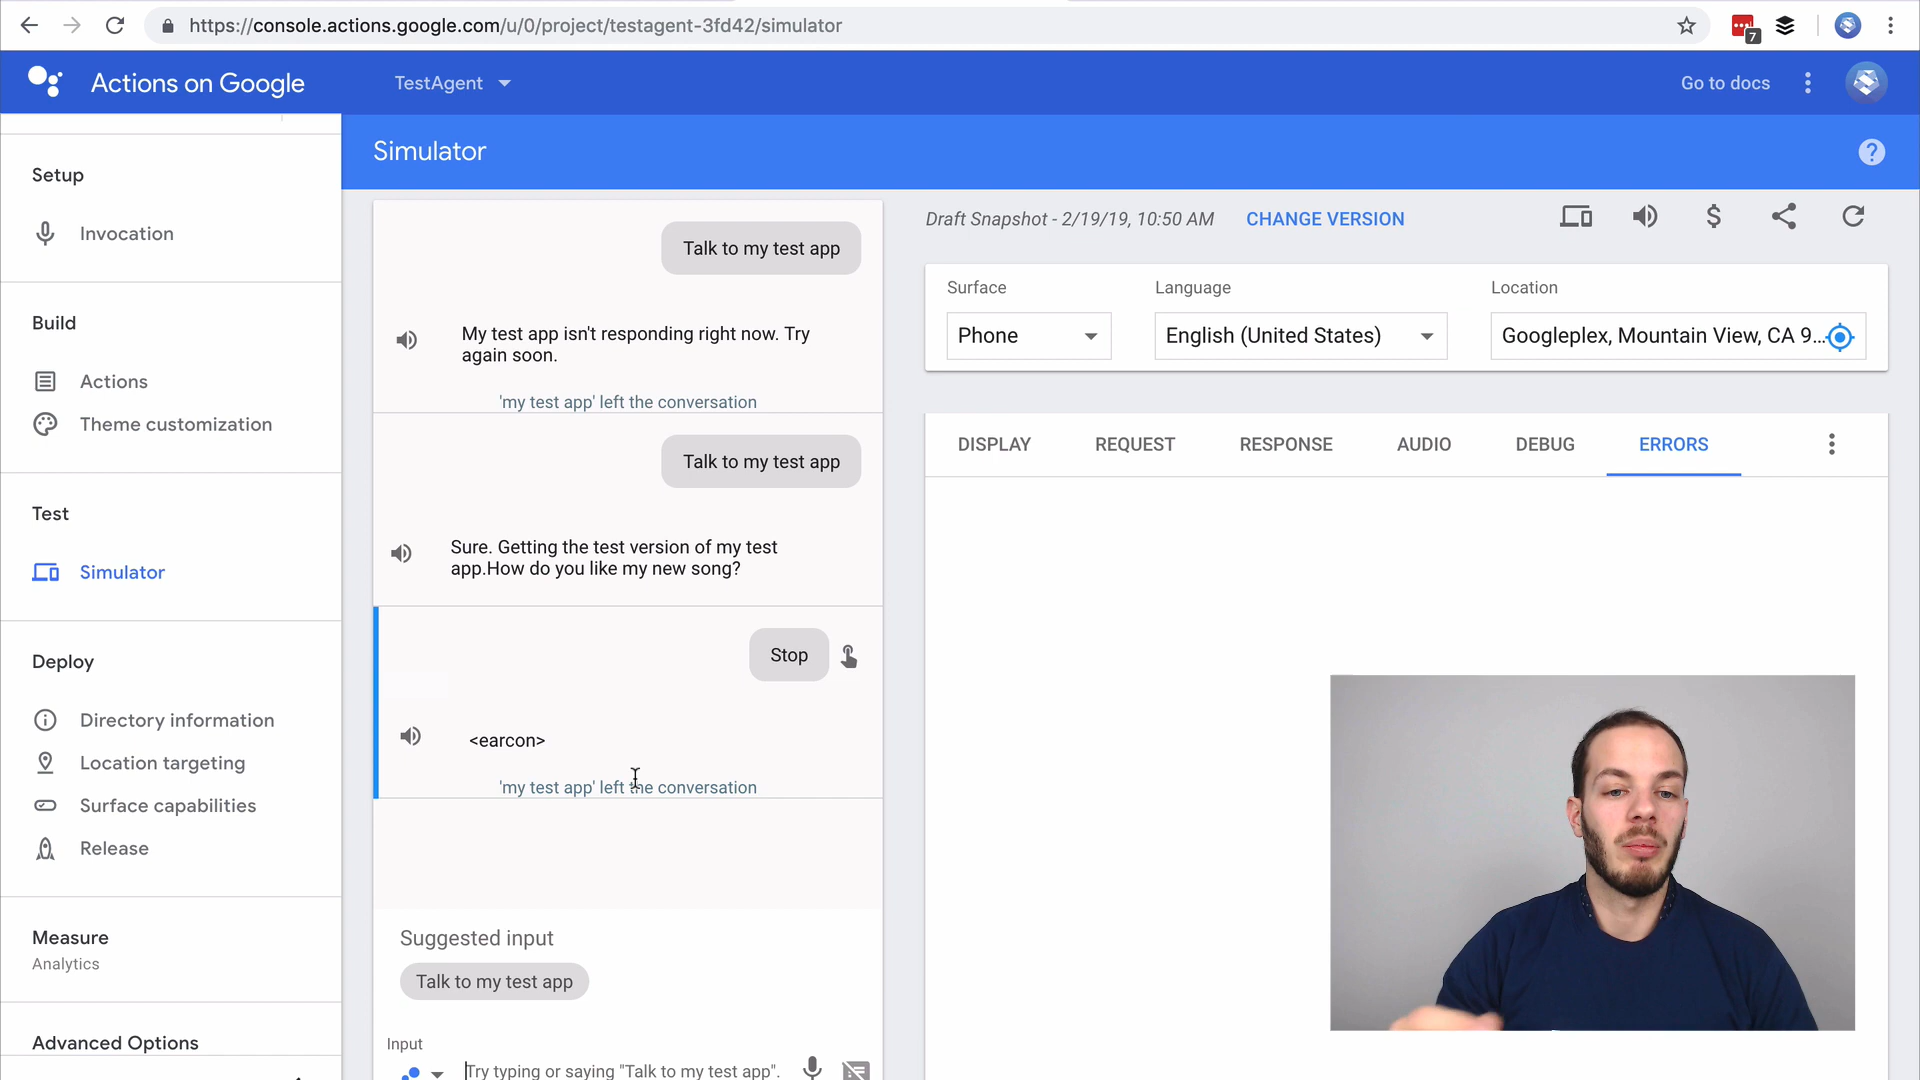 https://console.actions.google.com/u/0/project/testagent-3fd42/simulator
7
Actions on Google
TestAgent
Go to docs
Simulator
Setup
Invocation
Build
Actions
Theme customization
Test
Simulator
Deploy
Directory information
Location targeting
Surface capabilities
Release
Measure
Analytics
Advanced Options
Talk to my test app
My test app isn't responding right now. Try
again soon.
'my test app' left the conversation
Talk to my test app
Sure. Getting the test version of my test
app.How do you like my new song?
Stop
<earcon>
'my test app' left the conversation
Suggested input
Talk to my test app
Input
Try typing or saying "Talk to my test app".
Draft Snapshot - 2/19/19, 10:50 AM
CHANGE VERSION
$
Surface
Language
Location
Phone
English (United States)
Googleplex, Mountain View, CA 9...
DISPLAY
REQUEST
RESPONSE
AUDIO
DEBUG
ERRORS